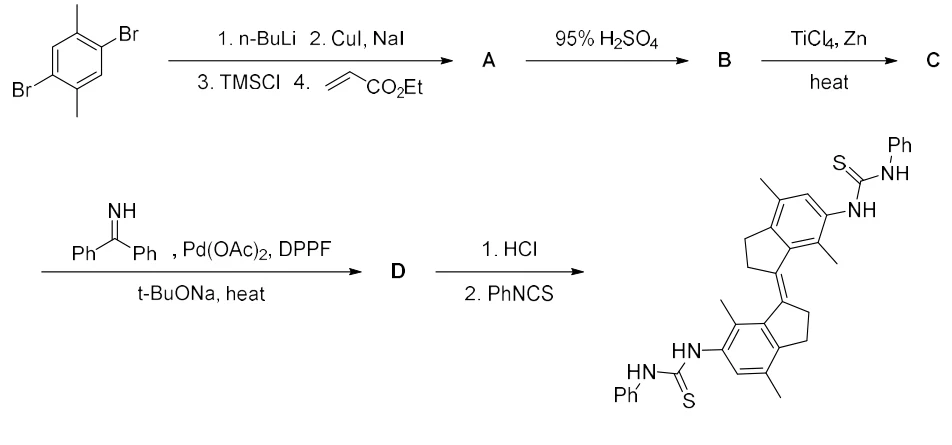 Br
Br
1. n-BuLi 2. CuI, NaI
3. TMSCl 4. CO₂Et
A
95% H₂SO₄
B
TiCl₄, Zn
heat
C
NH
Ph Ph , Pd(OAc)₂, DPPF
t-BuONa, heat
D
1. HCl
2. PhNCS
Ph
S
NH
NH
HN
HN
Ph
S